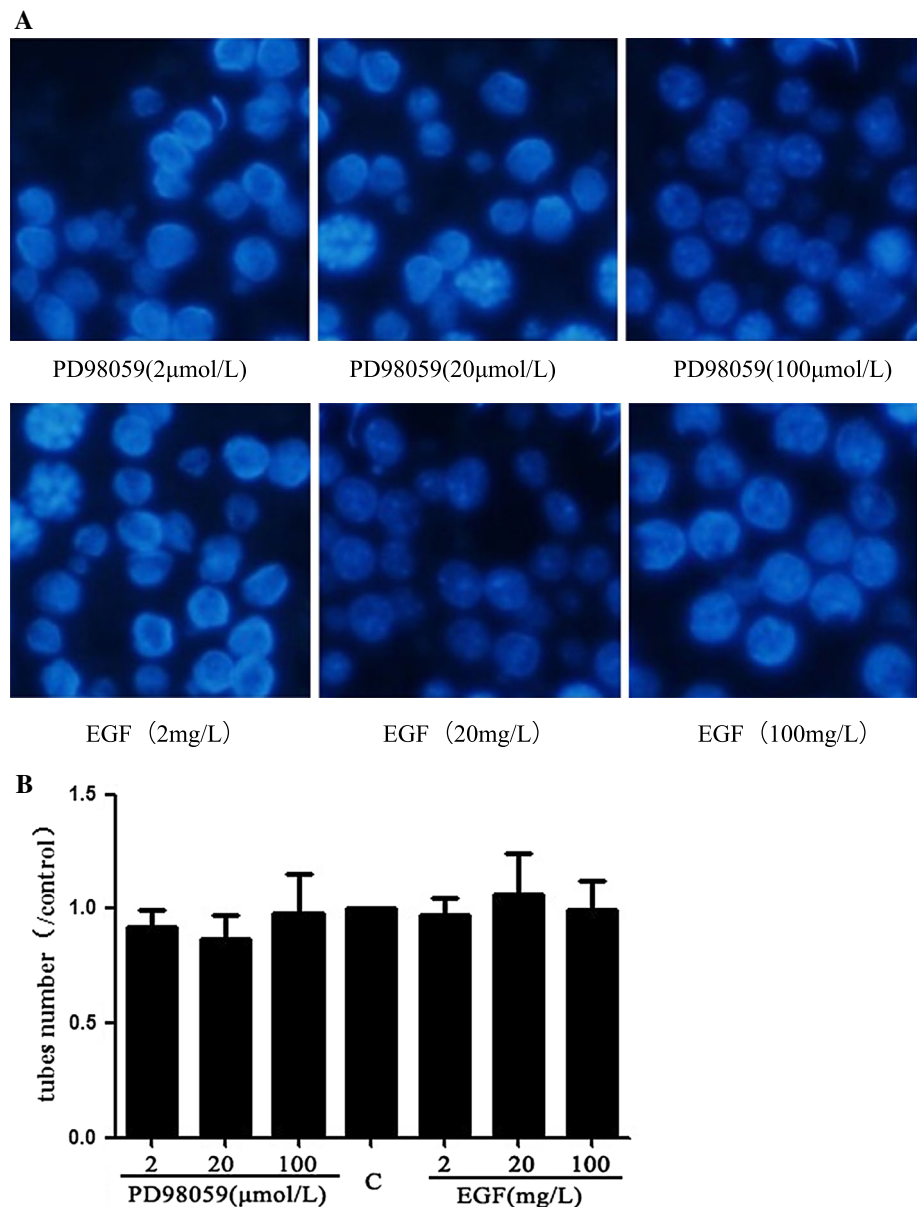 A
PD98059(2μmol/L) PD98059(20μmol/L) PD98059(100μmol/L)
EGF（2mg/L） EGF（20mg/L） EGF（100mg/L）
B
tubes number（/control）
1.5
1.0
0.5
0.0
2 20 100 C 2 20 100
PD98059(μmol/L) EGF(mg/L)